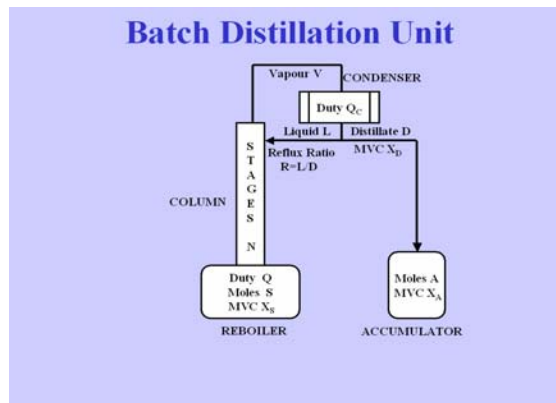 Batch Distillation Unit
Vapour V
CONDENSER
Duty QC
Liquid L
Distillate D
Reflux Ratio
R=L/D
MVC XD
COLUMN
STAGES N
Duty Q
Moles S
MVC XS
REBOILER
Moles A
MVC XA
ACCUMULATOR